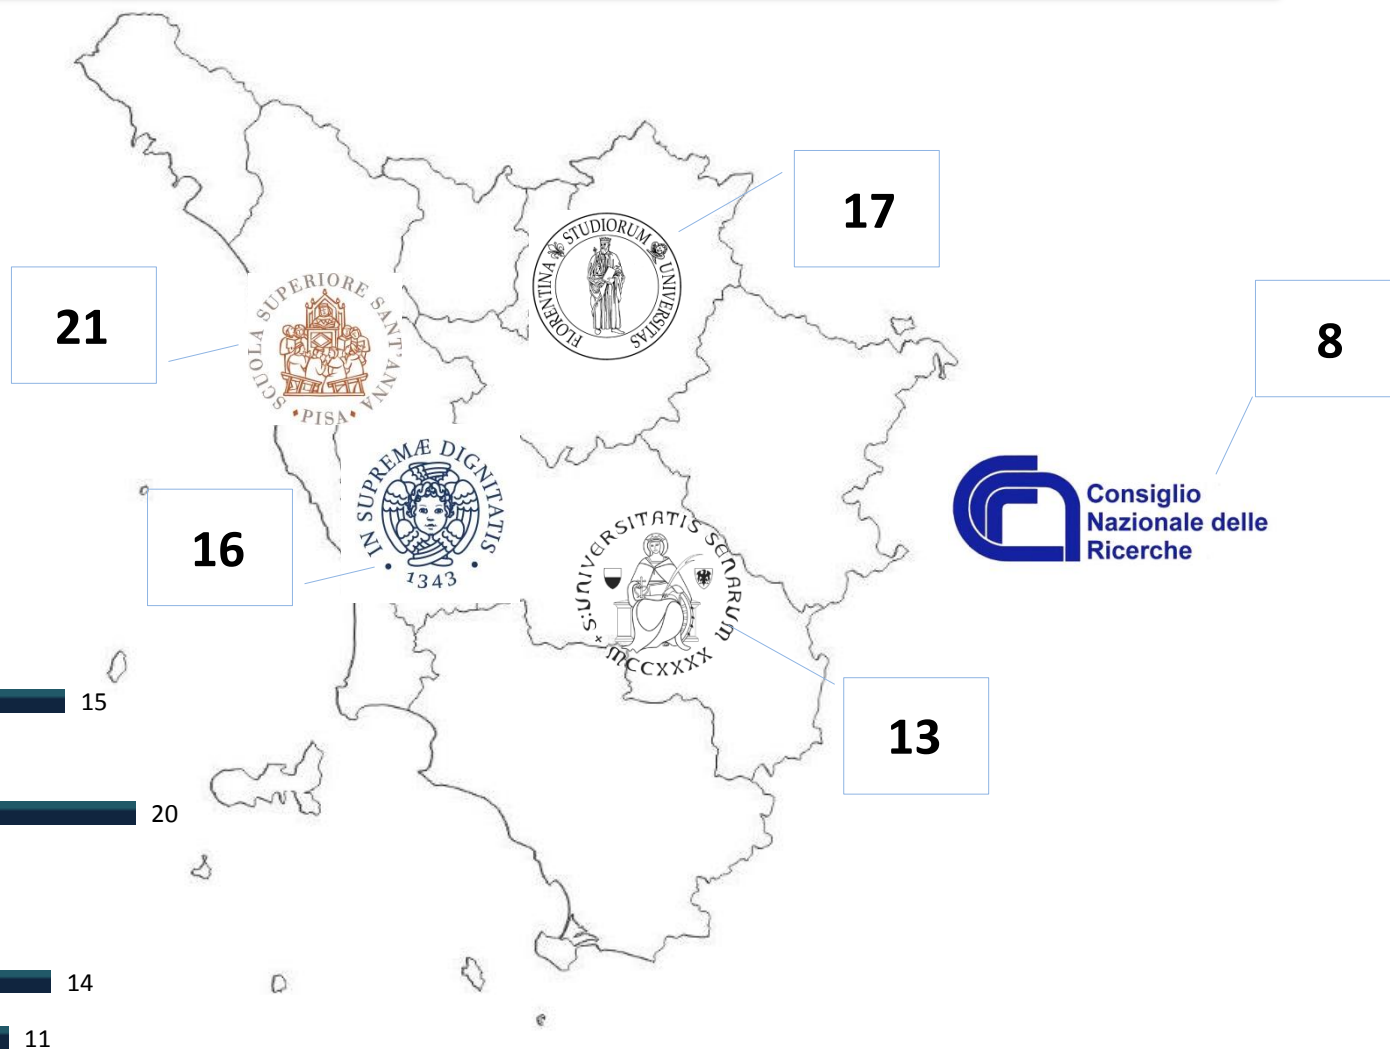 17
STUDIORUM
FLORENTINA
UNIVERSITAS
21
SCUOLA SUPERIORE SANT'ANNA
•PISA•
8
16
IN SUPREMÆ DIGNITATIS
• 1343 •
S:UNIVERSITATIS SENARUM
MCCXXXX
Consiglio
Nazionale delle
Ricerche
13
15
20
14
11